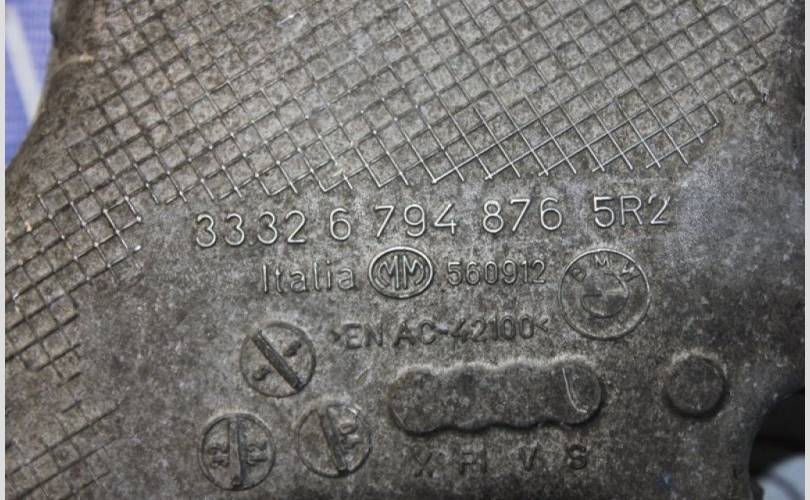 3332 6 794 876 5R2
Italia MM 560912 BMW
>EN AC-42100<